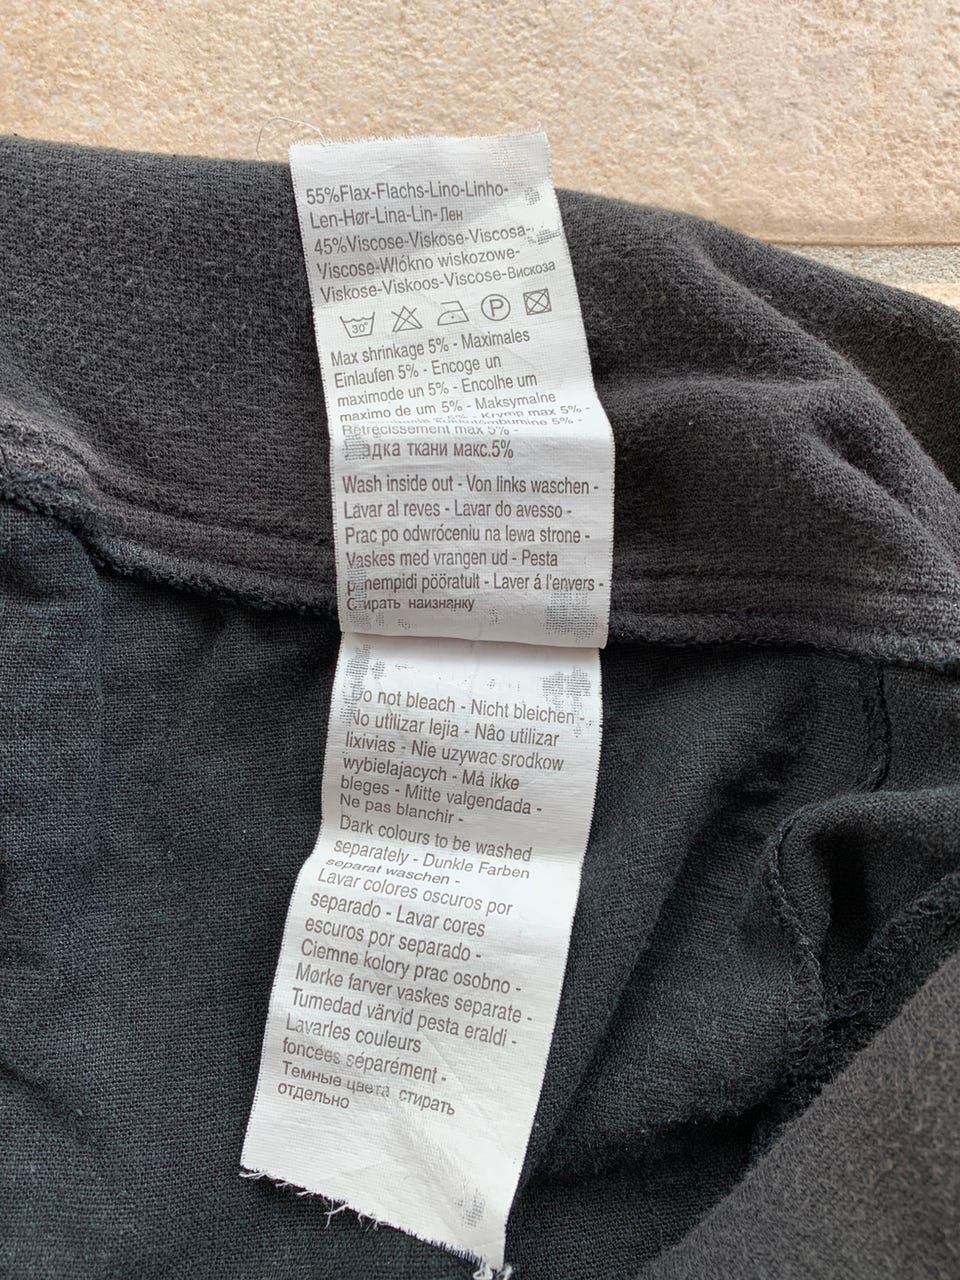 55%Flax-Flachs-Lino-Linho-
Len-Hør-Lina-Lin-Лен
45%Viscose-Viskose-Viscosa-
Viscose-Wlókno wiskozowe-
Viskose-Viskoos-Viscose-Вискоза
30° P
Max shrinkage 5% - Maximales
Einlaufen 5% - Encoge un
maximode un 5% - Encolhe um
maximo de um 5% - Maksymalne
5% - Krymp max 5% -
5% -
Rétrécissement max 5% -
ткани макс.5%
Wash inside out - Von links waschen -
Lavar al reves - Lavar do avesso -
Prac po odwróceniu na lewa strone -
Vaskes med vrangen ud - Pesta
pööratult - Laver á l'envers -
Стирать наизнанку
Do not bleach - Nicht bleichen -
No utilizar lejia - Nâo utilizar
lixivias - Nie uzywac srodkow
wybielajacych - Må ikke
bleges - Mitte valgendada -
Ne pas blanchir -
Dark colours to be washed
separately - Dunkle Farben
separat waschen -
Lavar colores oscuros por
separado - Lavar cores
escuros por separado -
Ciemne kolory prac osobno -
Mørke farver vaskes separate -
Tumedad värvid pesta eraldi -
Lavarles couleurs
foncées séparément -
Темные цвета стирать
отдельно